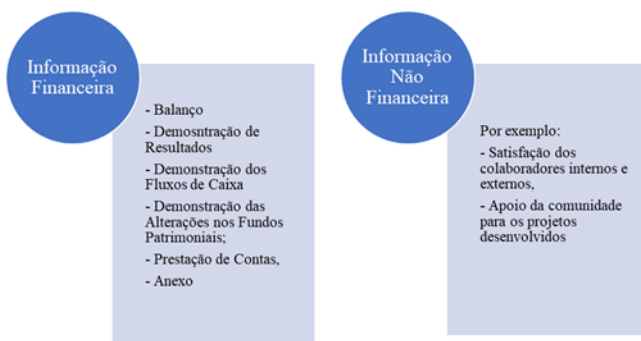 Informação
Financeira
- Balanço
- Demosntração de
Resultados
- Demonstração dos
Fluxos de Caixa
- Demonstração das
Alterações nos Fundos
Patrimoniais;
- Prestação de Contas,
- Anexo
Informação
Não
Financeira
Por exemplo:
- Satisfação dos
colaboradores internos e
externos,
- Apoio da comunidade
para os projetos
desenvolvidos